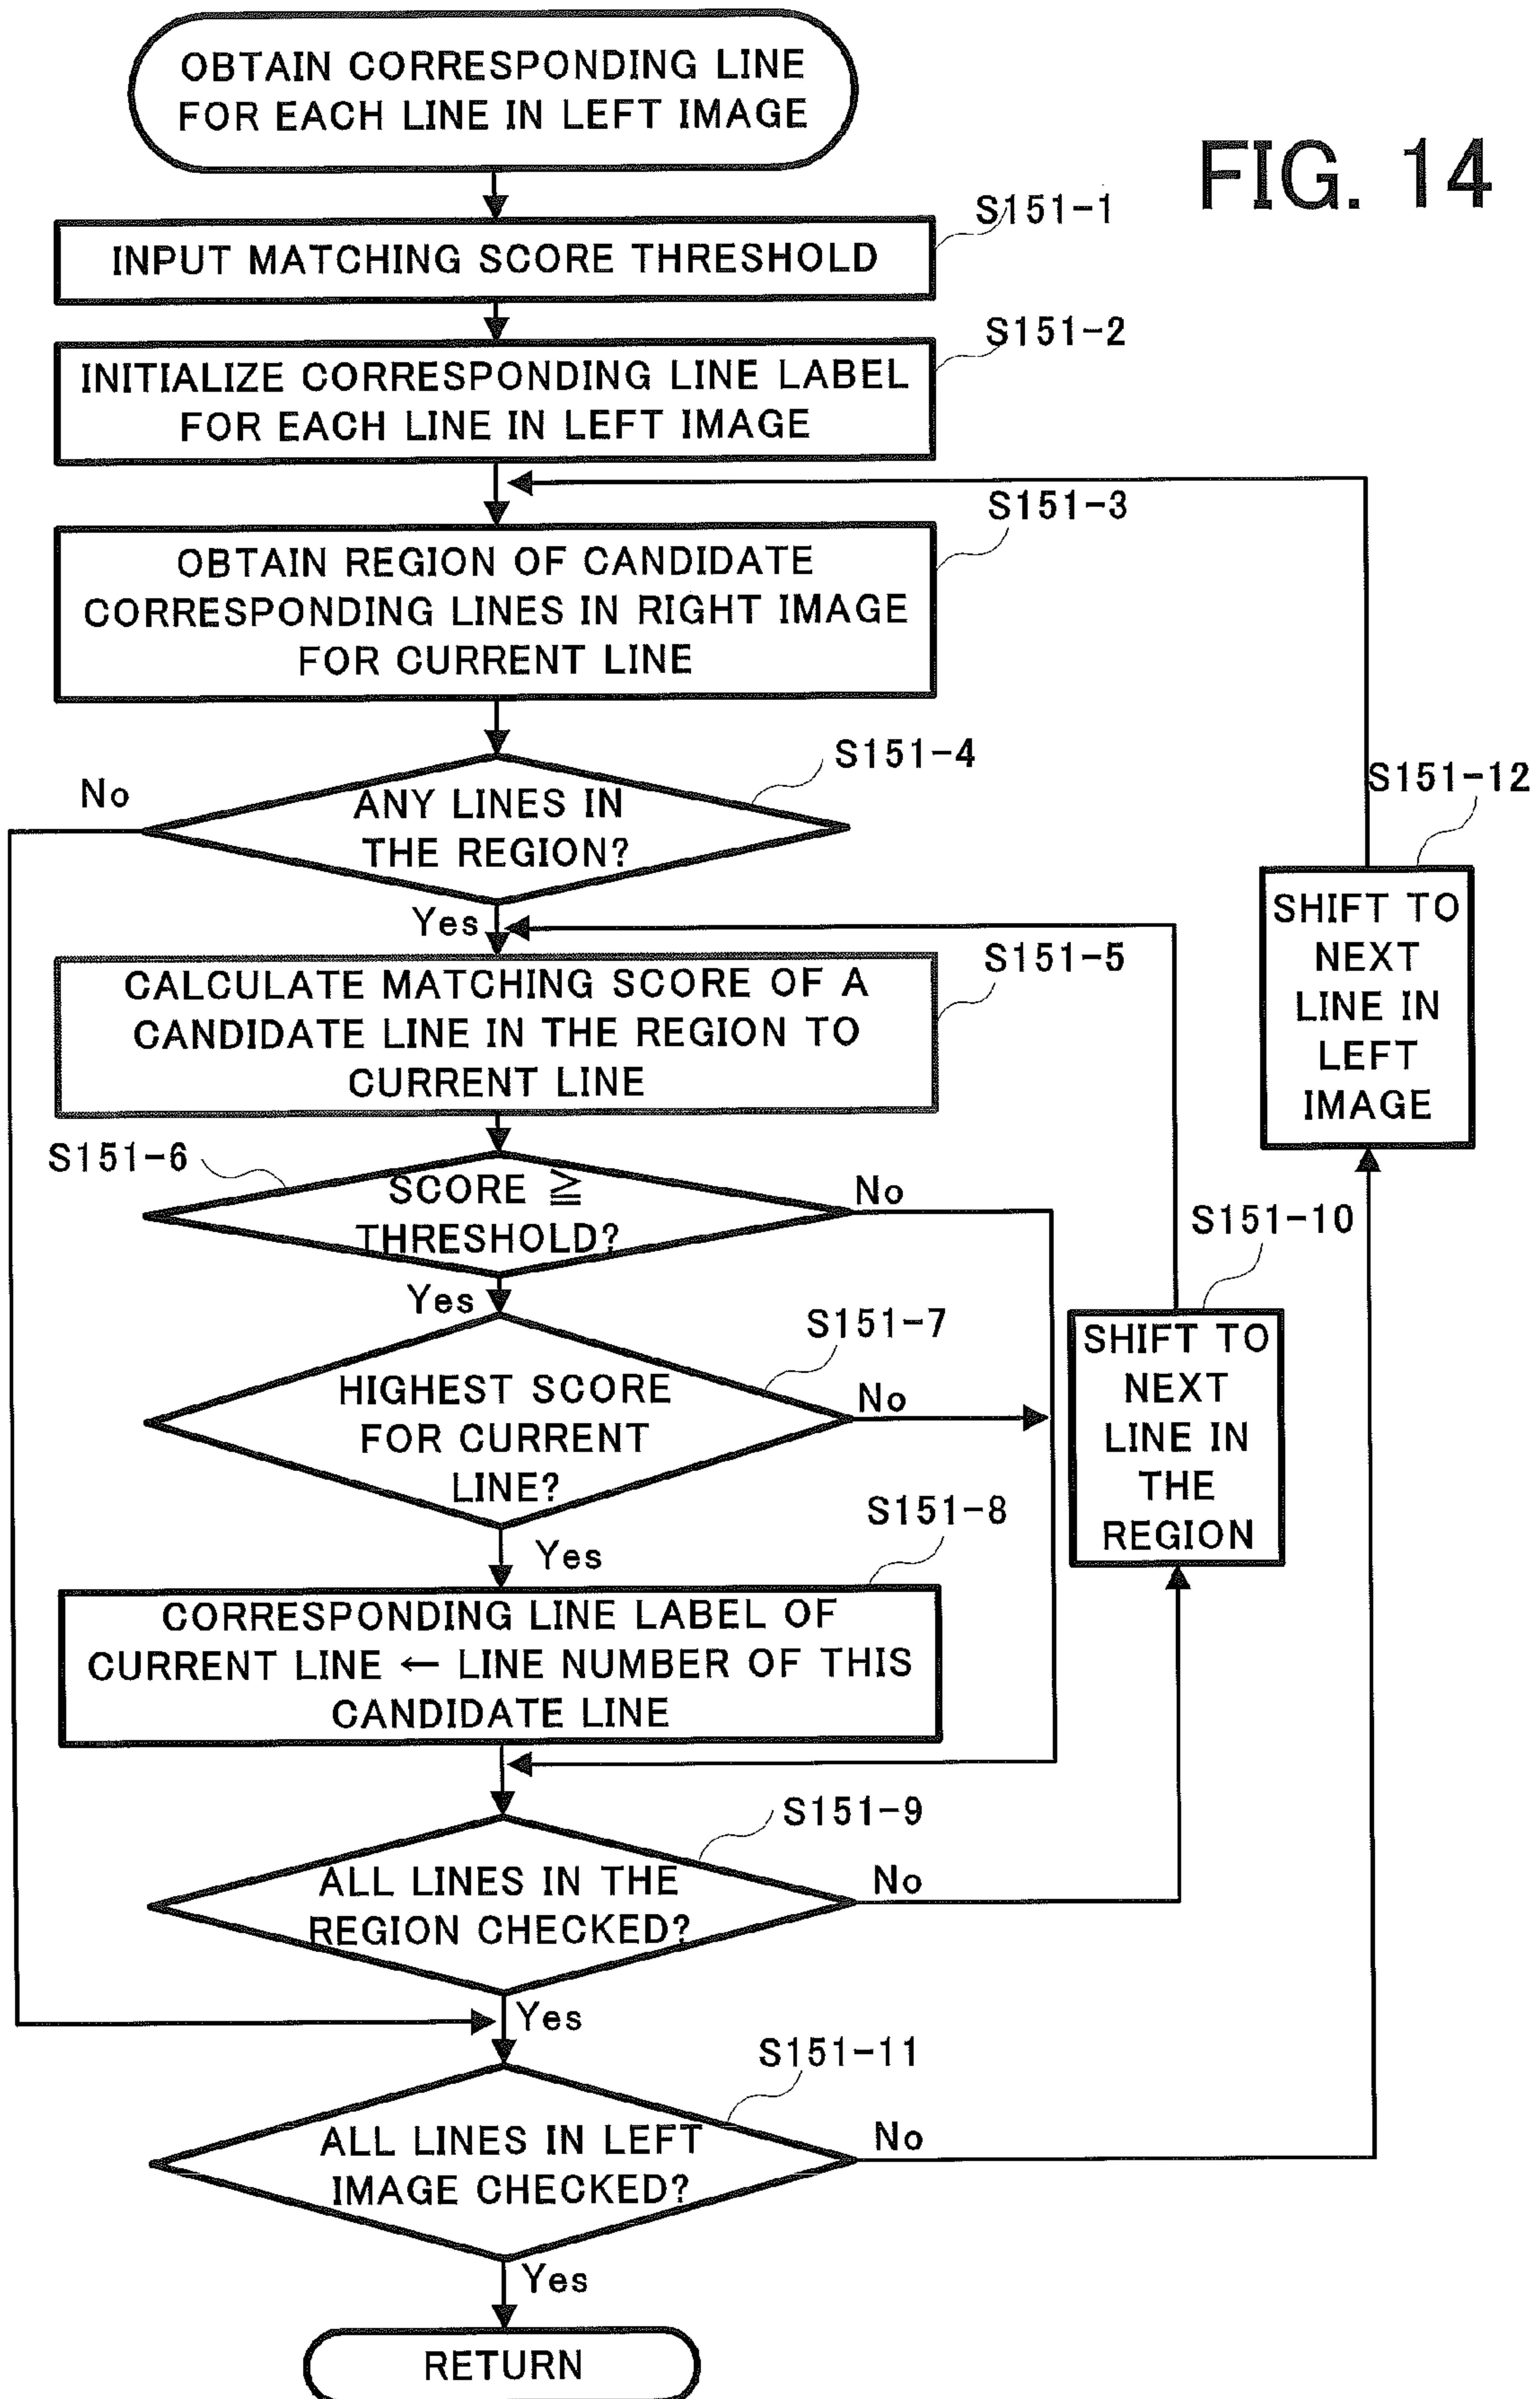 OBTAIN CORRESPONDING LINE
FOR EACH LINE IN LEFT IMAGE
FIG. 14
S151-1
INPUT MATCHING SCORE THRESHOLD
S151-2
INITIALIZE CORRESPONDING LINE LABEL
FOR EACH LINE IN LEFT IMAGE
S151-3
OBTAIN REGION OF CANDIDATE
CORRESPONDING LINES IN RIGHT IMAGE
FOR CURRENT LINE
S151-4
No
ANY LINES IN
THE REGION?
Yes
S151-12
SHIFT TO
NEXT
LINE IN
LEFT
IMAGE
S151-5
CALCULATE MATCHING SCORE OF A
CANDIDATE LINE IN THE REGION TO
CURRENT LINE
S151-6
SCORE ≧
THRESHOLD?
No
Yes
S151-10
SHIFT TO
NEXT
LINE IN
THE
REGION
S151-7
HIGHEST SCORE
FOR CURRENT
LINE?
No
Yes
S151-8
CORRESPONDING LINE LABEL OF
CURRENT LINE ← LINE NUMBER OF THIS
CANDIDATE LINE
S151-9
ALL LINES IN THE
REGION CHECKED?
No
Yes
S151-11
ALL LINES IN LEFT
IMAGE CHECKED?
No
Yes
RETURN